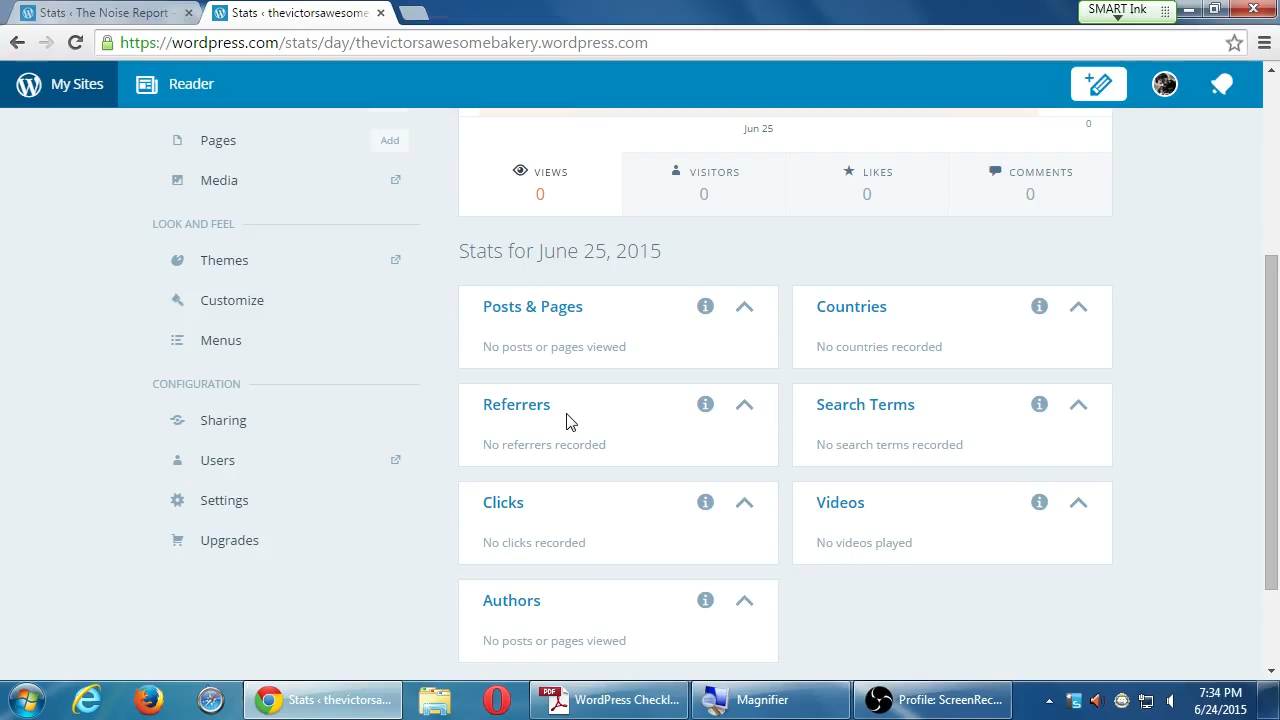 Stats ‹ The Noise Report -
Stats ‹ thevictorsawesome
SMART Ink
https://wordpress.com/stats/day/thevictorsawesomebakery.wordpress.com
My Sites
Reader
Pages
Add
Media
LOOK AND FEEL
Themes
Customize
Menus
CONFIGURATION
Sharing
Users
Settings
Upgrades
Jun 25
0
VIEWS
0
VISITORS
0
LIKES
0
COMMENTS
0
Stats for June 25, 2015
Posts & Pages
No posts or pages viewed
Countries
No countries recorded
Referrers
No referrers recorded
Search Terms
No search terms recorded
Clicks
No clicks recorded
Videos
No videos played
Authors
No posts or pages viewed
Stats ‹ thevictorsa...
PDF
WordPress Checkl...
Magnifier
Profile: ScreenRec...
7:34 PM
6/24/2015